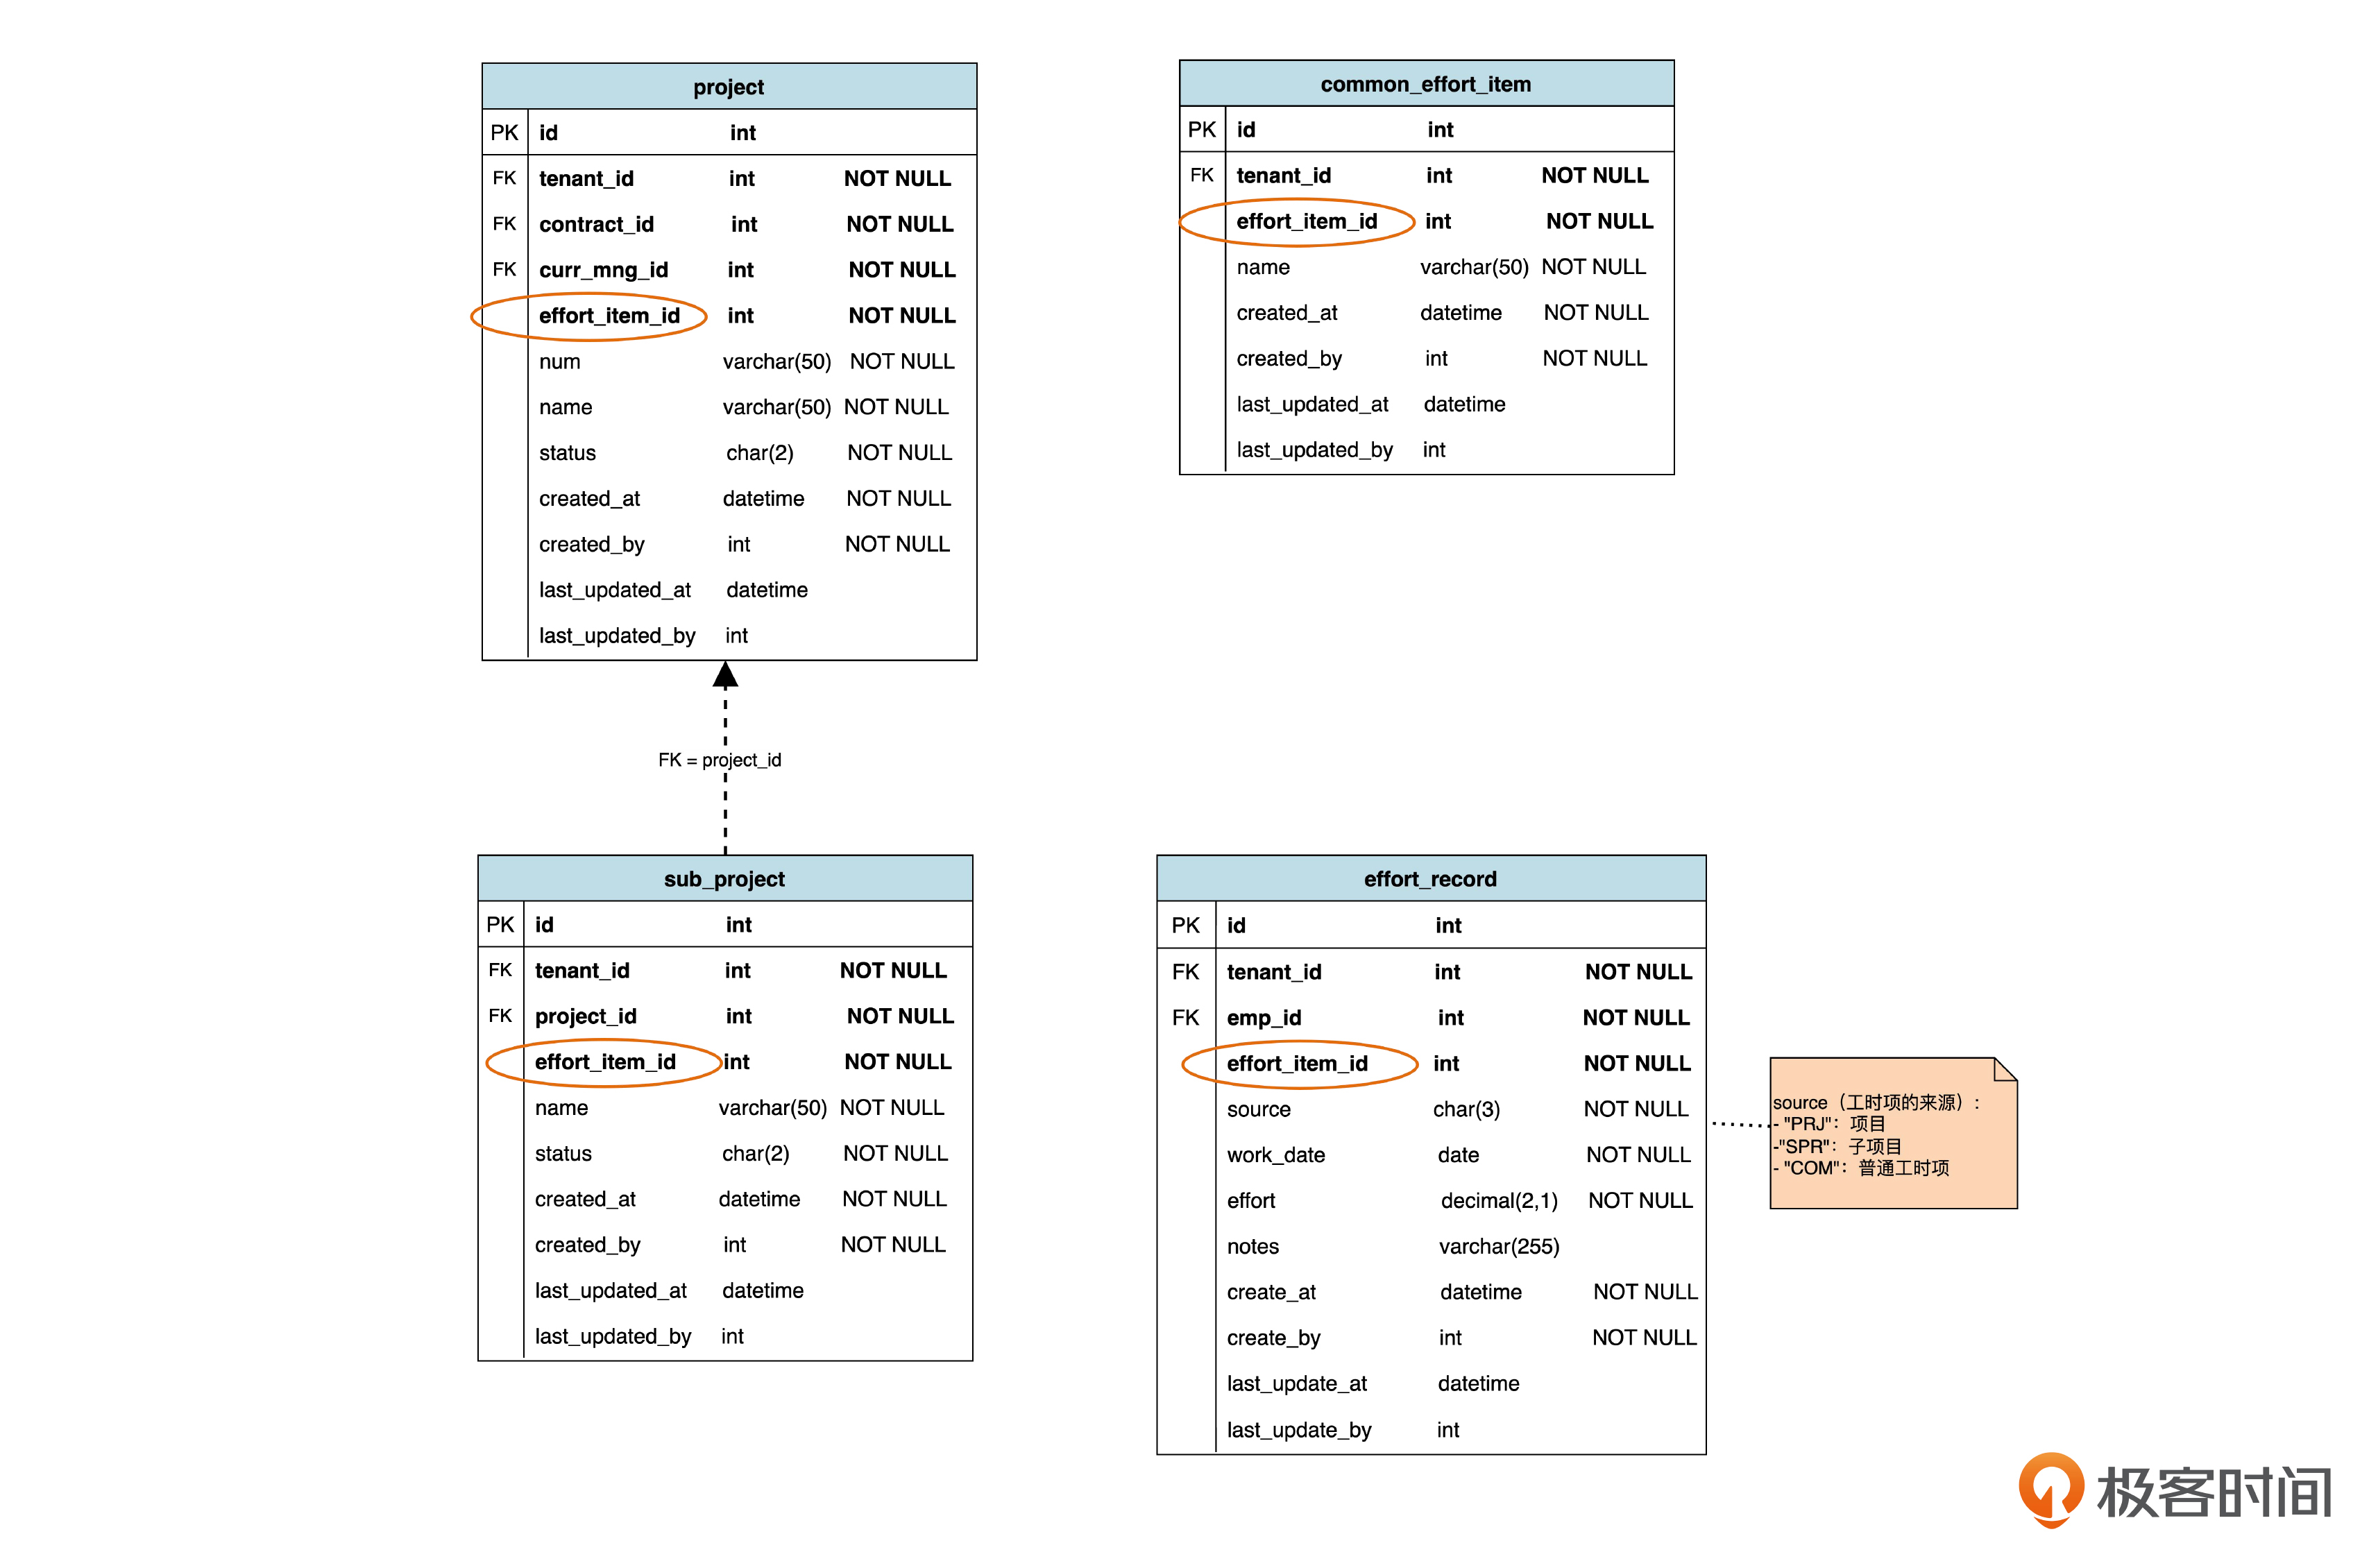 project
PK id int
FK tenant_id int NOT NULL
FK contract_id int NOT NULL
FK curr_mng_id int NOT NULL
effort_item_id int NOT NULL
num varchar(50) NOT NULL
name varchar(50) NOT NULL
status char(2) NOT NULL
created_at datetime NOT NULL
created_by int NOT NULL
last_updated_at datetime
last_updated_by int
common_effort_item
PK id int
FK tenant_id int NOT NULL
effort_item_id int NOT NULL
name varchar(50) NOT NULL
created_at datetime NOT NULL
created_by int NOT NULL
last_updated_at datetime
last_updated_by int
FK = project_id
sub_project
PK id int
FK tenant_id int NOT NULL
FK project_id int NOT NULL
effort_item_id int NOT NULL
name varchar(50) NOT NULL
status char(2) NOT NULL
created_at datetime NOT NULL
created_by int NOT NULL
last_updated_at datetime
last_updated_by int
effort_record
PK id int
FK tenant_id int NOT NULL
FK emp_id int NOT NULL
effort_item_id int NOT NULL
source char(3) NOT NULL
work_date date NOT NULL
effort decimal(2,1) NOT NULL
notes varchar(255)
create_at datetime NOT NULL
create_by int NOT NULL
last_update_at datetime
last_update_by int
source（工时项的来源）:
- "PRJ"：项目
-"SPR"：子项目
- "COM"：普通工时项
极客时间